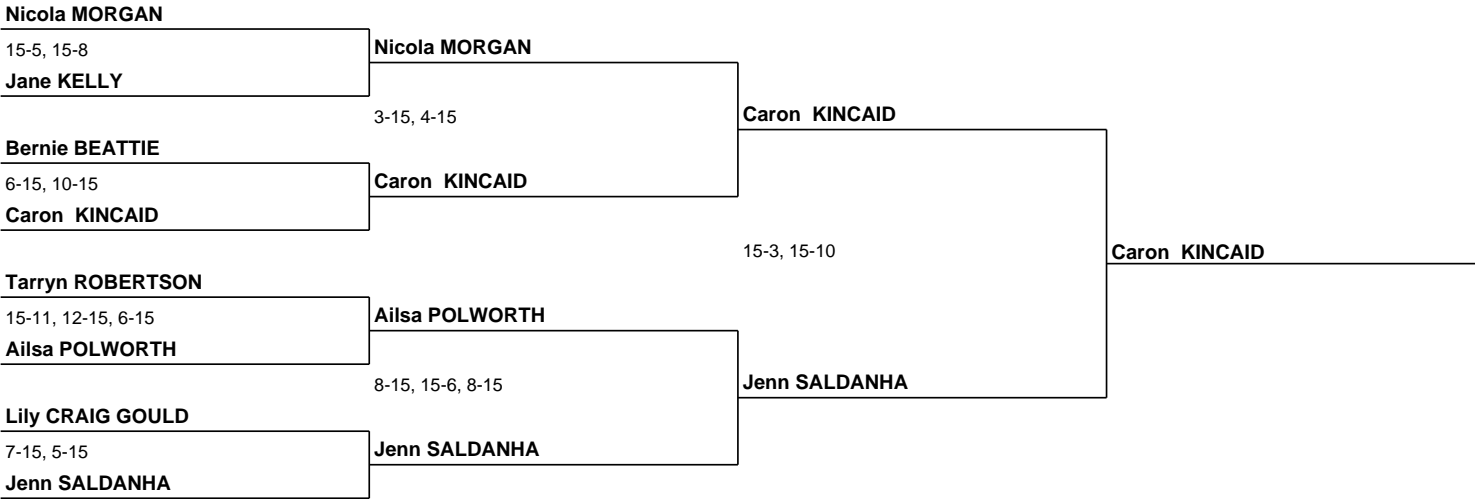 Nicola MORGAN
15-5, 15-8
Jane KELLY
Bernie BEATTIE
6-15, 10-15
Caron  KINCAID
Tarryn ROBERTSON
15-11, 12-15, 6-15
Ailsa POLWORTH
Lily CRAIG GOULD
7-15, 5-15
Jenn SALDANHA
Nicola MORGAN
3-15, 4-15
Caron  KINCAID
Ailsa POLWORTH
8-15, 15-6, 8-15
Jenn SALDANHA
Caron  KINCAID
15-3, 15-10
Jenn SALDANHA
Caron  KINCAID